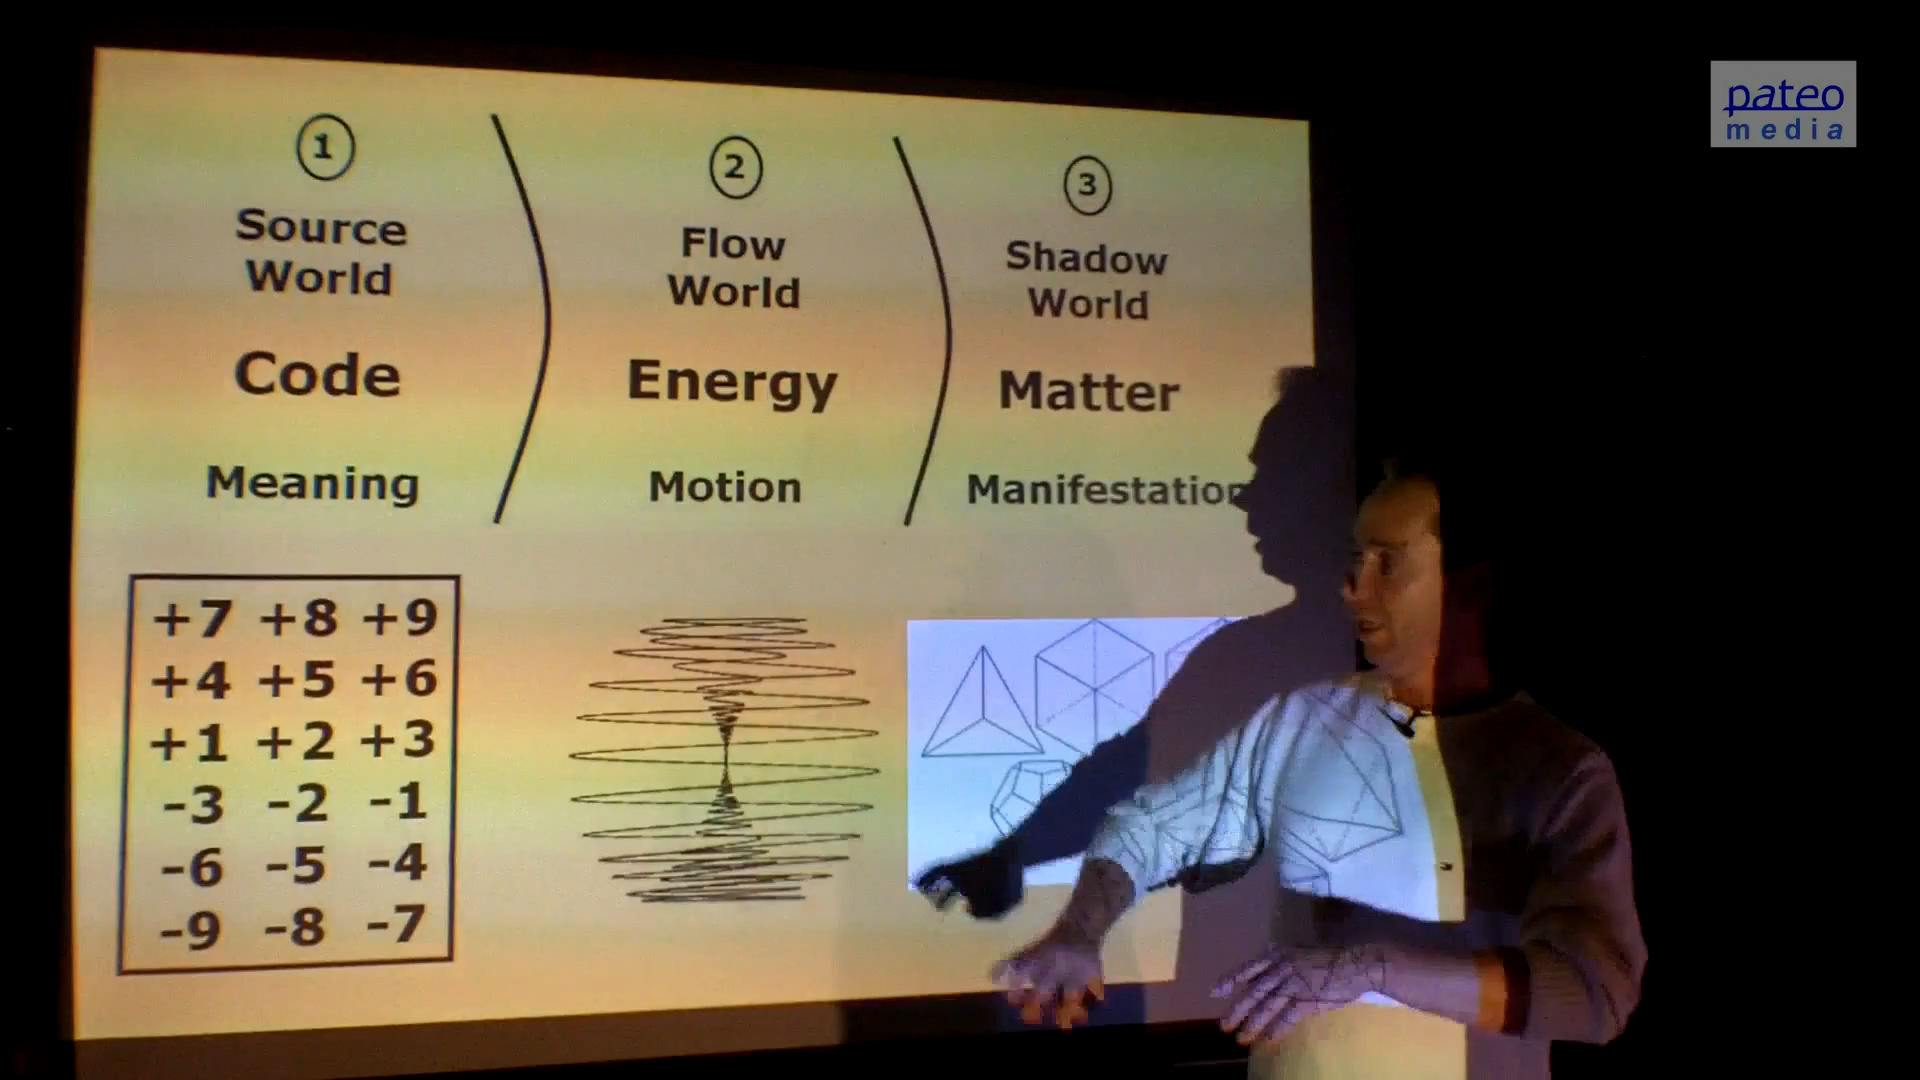 1
Source
World
Code
Meaning
2
Flow
World
Energy
Motion
3
Shadow
World
Matter
Manifestation
+7 +8 +9
+4 +5 +6
+1 +2 +3
-3 -2 -1
-6 -5 -4
-9 -8 -7
pateo
media